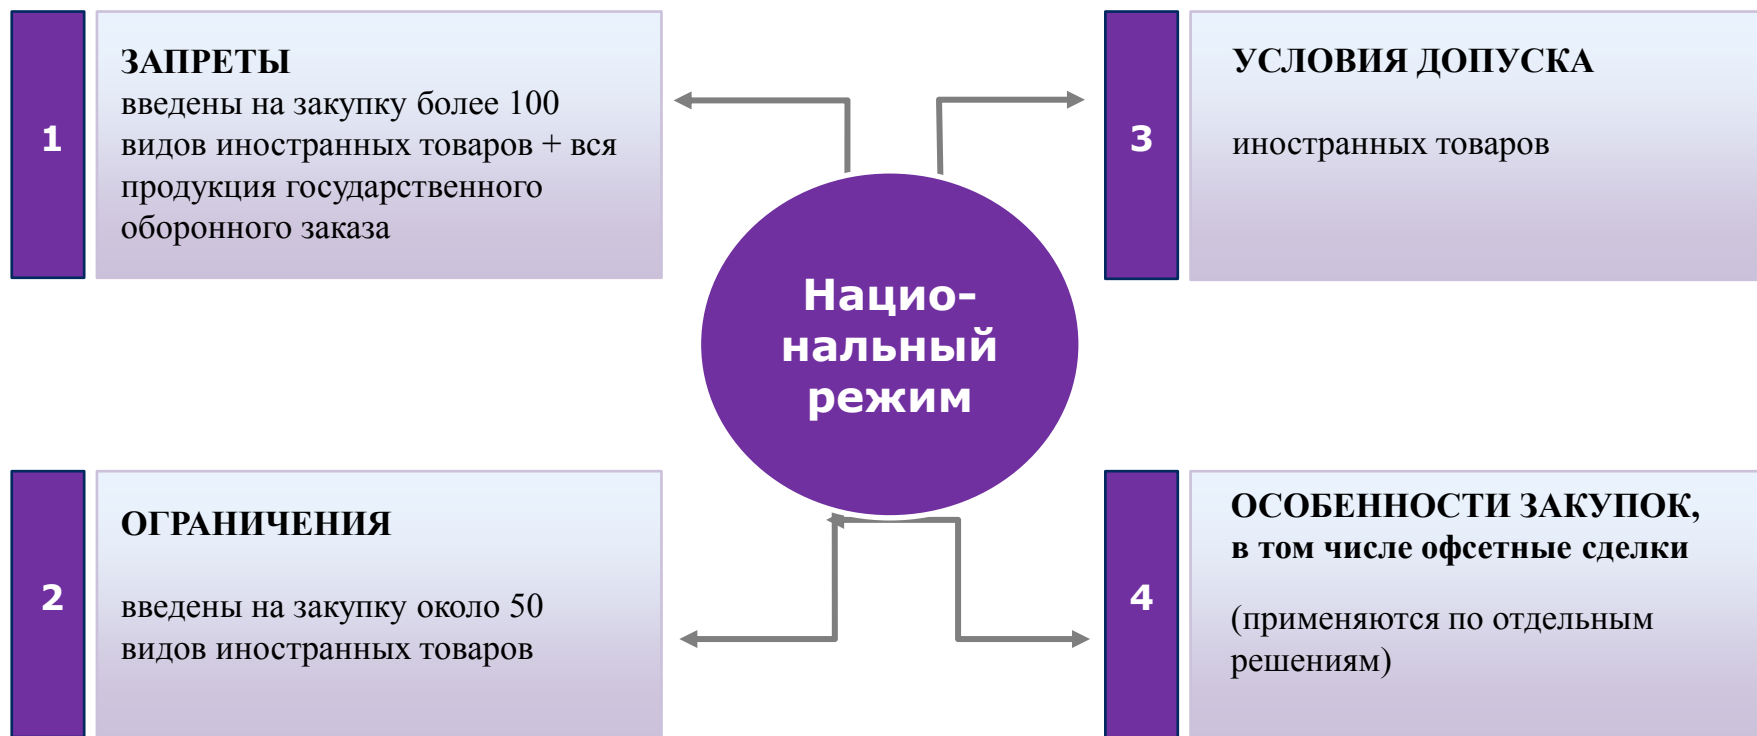 1
ЗАПРЕТЫ
введены на закупку более 100
видов иностранных товаров + вся
продукция государственного
оборонного заказа
3
УСЛОВИЯ ДОПУСКА
иностранных товаров
Нацио-
нальный
режим
2
ОГРАНИЧЕНИЯ
введены на закупку около 50
видов иностранных товаров
4
ОСОБЕННОСТИ ЗАКУПОК,
в том числе офсетные сделки
(применяются по отдельным
решениям)